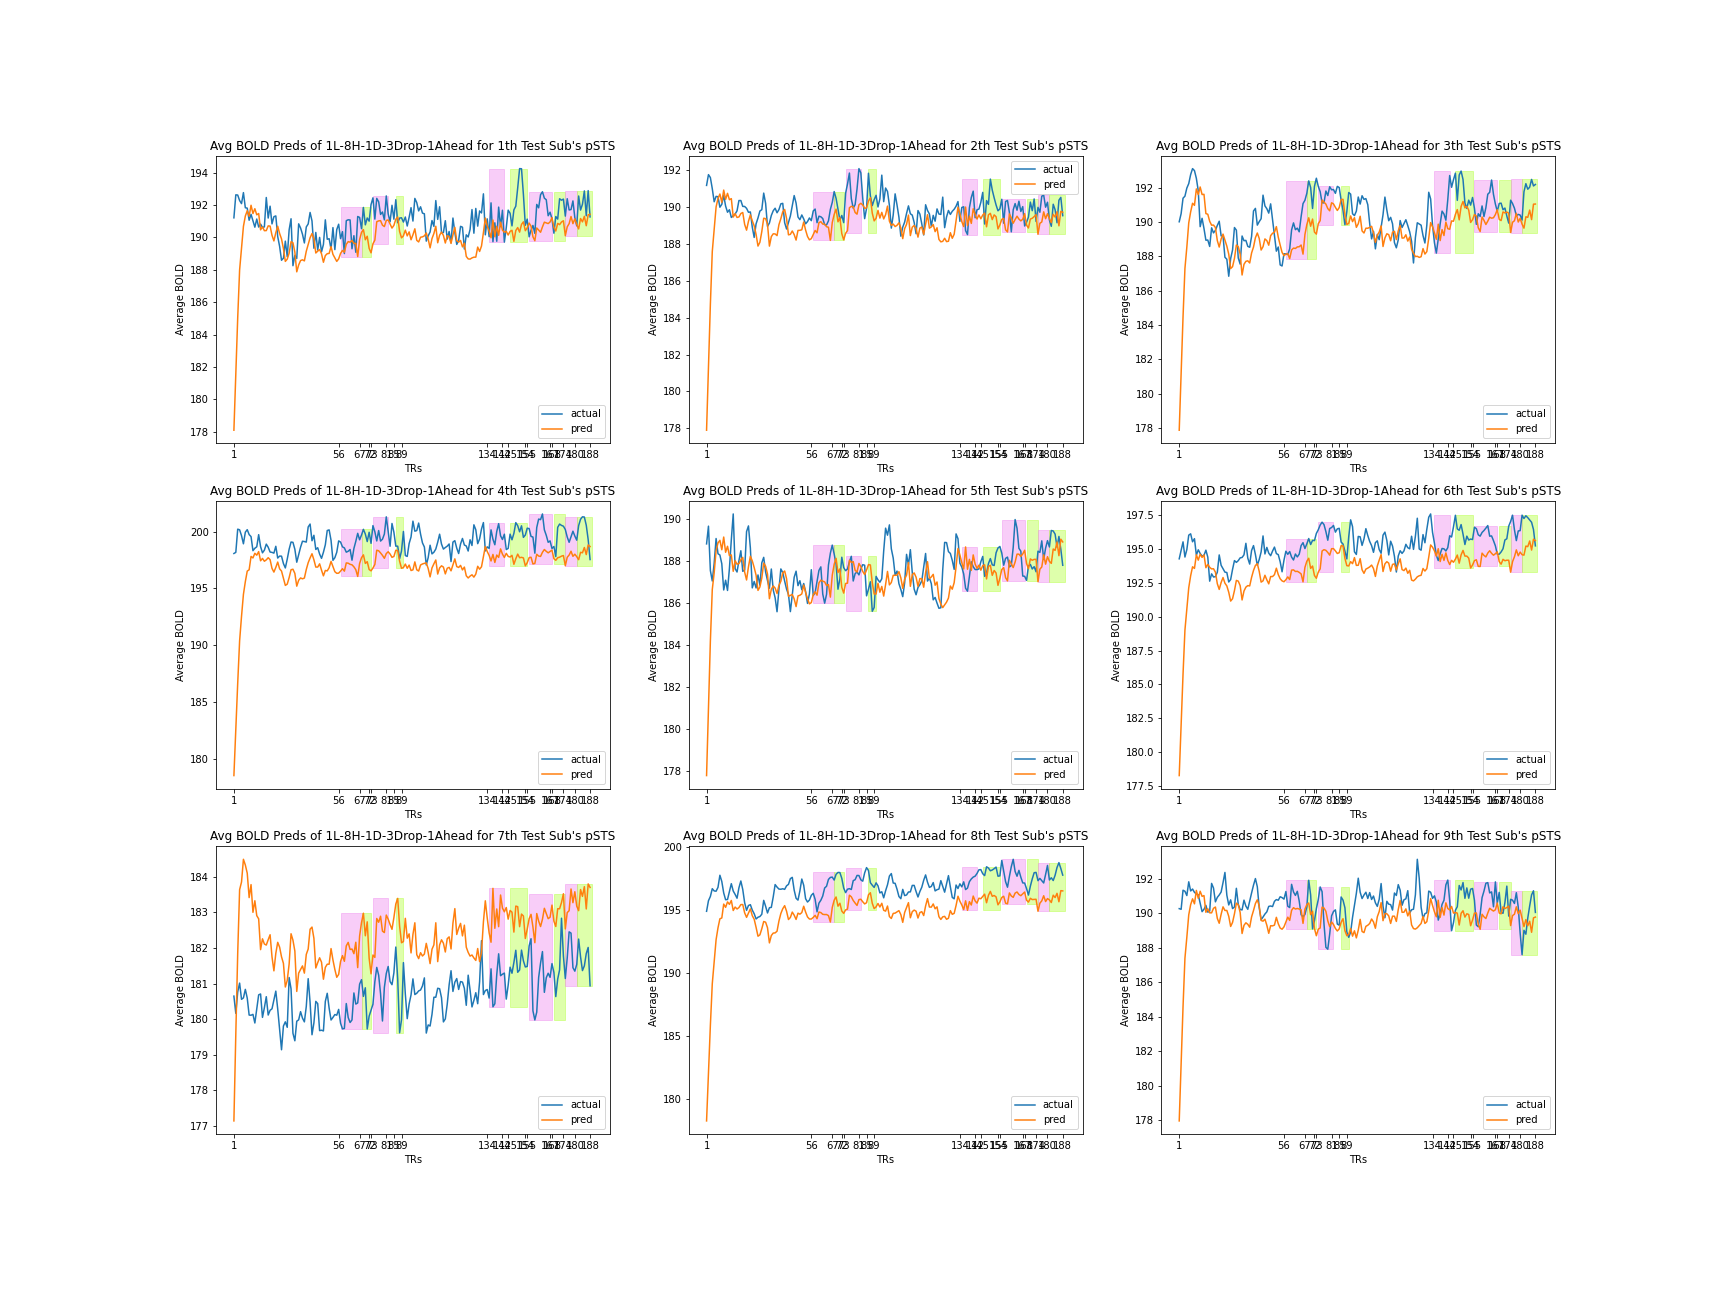 Avg BOLD Preds of 1L-8H-1D-3Drop-1Ahead for 1th Test Sub's pSTS
Average BOLD
194
192
190
188
186
184
182
180
178
actual
pred
1 56
188
TRs
Avg BOLD Preds of 1L-8H-1D-3Drop-1Ahead for 2th Test Sub's pSTS
Average BOLD
192
190
188
186
184
182
180
178
actual
pred
1 56
188
TRs
Avg BOLD Preds of 1L-8H-1D-3Drop-1Ahead for 3th Test Sub's pSTS
Average BOLD
192
190
188
186
184
182
180
178
actual
pred
1 56
188
TRs
Avg BOLD Preds of 1L-8H-1D-3Drop-1Ahead for 4th Test Sub's pSTS
Average BOLD
200
195
190
185
180
actual
pred
1 56
188
TRs
Avg BOLD Preds of 1L-8H-1D-3Drop-1Ahead for 5th Test Sub's pSTS
Average BOLD
190
188
186
184
182
180
178
actual
pred
1 56
188
TRs
Avg BOLD Preds of 1L-8H-1D-3Drop-1Ahead for 6th Test Sub's pSTS
Average BOLD
197.5
195.0
192.5
190.0
187.5
185.0
182.5
180.0
177.5
actual
pred
1 56
188
TRs
Avg BOLD Preds of 1L-8H-1D-3Drop-1Ahead for 7th Test Sub's pSTS
Average BOLD
184
183
182
181
180
179
178
177
actual
pred
1 56
188
TRs
Avg BOLD Preds of 1L-8H-1D-3Drop-1Ahead for 8th Test Sub's pSTS
Average BOLD
200
195
190
185
180
actual
pred
1 56
188
TRs
Avg BOLD Preds of 1L-8H-1D-3Drop-1Ahead for 9th Test Sub's pSTS
Average BOLD
192
190
188
186
184
182
180
178
actual
pred
1 56
188
TRs